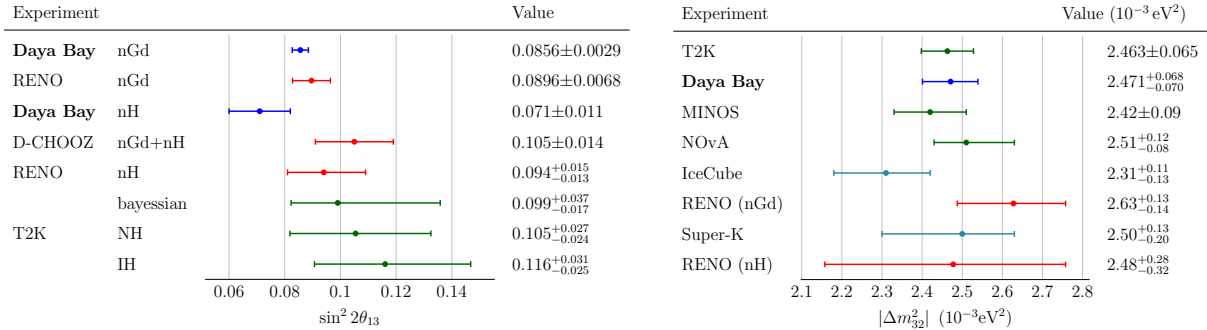 Experiment Value
Daya Bay nGd 0.0856±0.0029
RENO nGd 0.0896±0.0068
Daya Bay nH 0.071±0.011
D-CHOOZ nGd+nH 0.105±0.014
RENO nH 0.094+0.015−0.013
bayessian 0.099+0.037−0.017
T2K NH 0.105+0.027−0.024
IH 0.116+0.031−0.025
0.06 0.08 0.1 0.12 0.14
sin² 2θ₁₃
Experiment Value (10⁻³ eV²)
T2K 2.463±0.065
Daya Bay 2.471+0.068−0.070
MINOS 2.42±0.09
NOvA 2.51+0.12−0.08
IceCube 2.31+0.11−0.13
RENO (nGd) 2.63+0.13−0.14
Super-K 2.50+0.13−0.20
RENO (nH) 2.48+0.28−0.32
2.1 2.2 2.3 2.4 2.5 2.6 2.7 2.8
|Δm²₃₂| (10⁻³eV²)